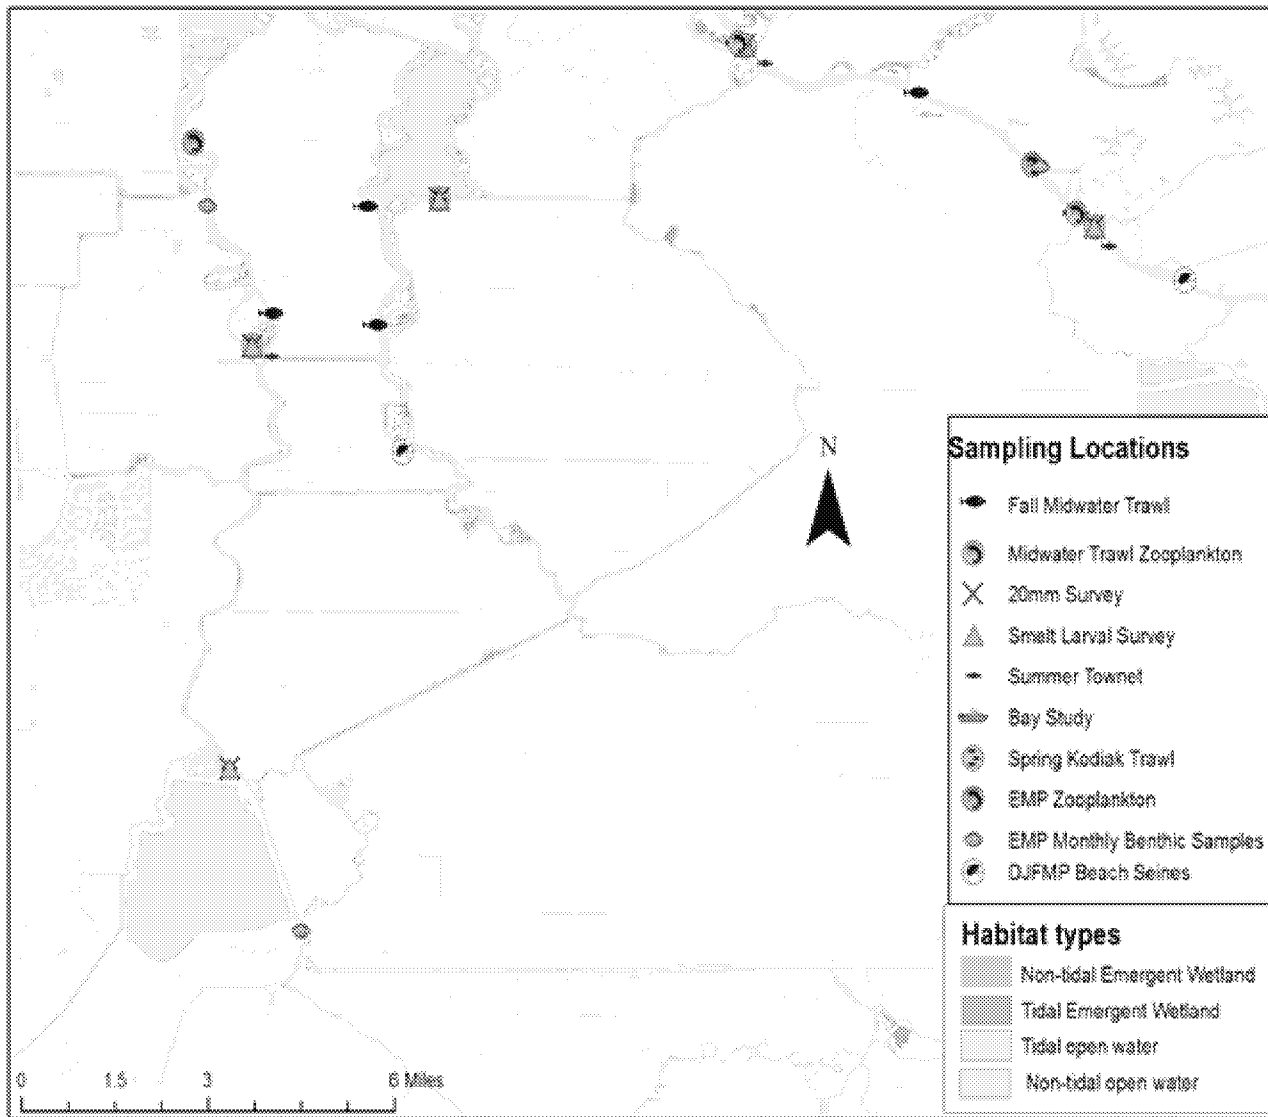 N
Sampling Locations
Fall Midwater Trawl
Midwater Trawl Zooplankton
20mm Survey
Smelt Larval Survey
Summer Townet
Bay Study
Spring Kodiak Trawl
EMP Zooplankton
EMP Monthly Benthic Samples
DJFMP Beach Seines
Habitat types
Non-tidal Emergent Wetland
Tidal Emergent Wetland
Tidal open water
Non-tidal open water
0 1.5 3 6 Miles